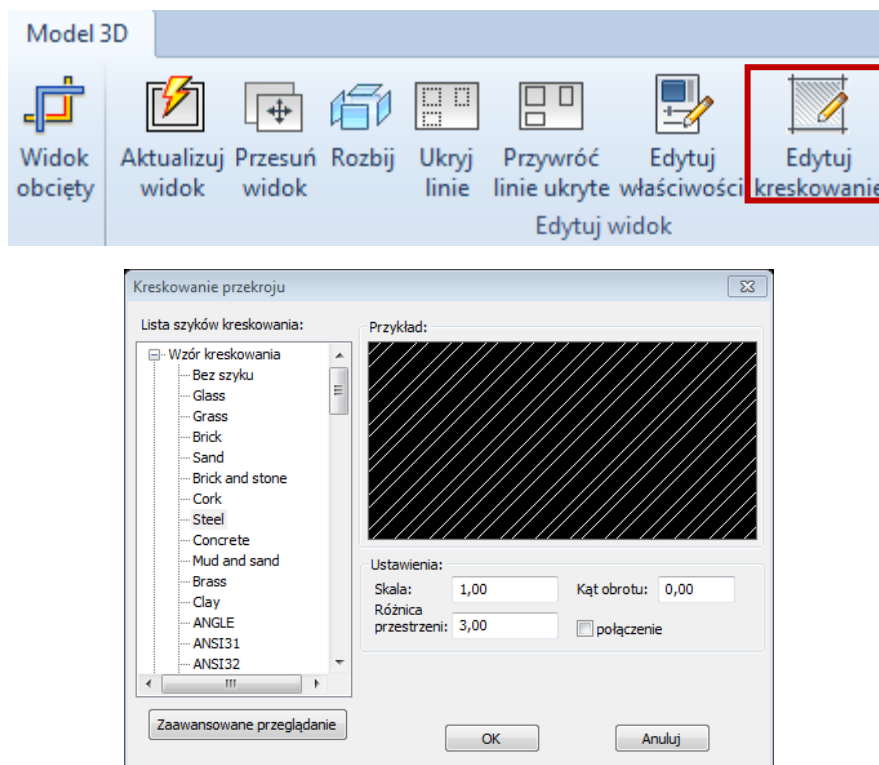 Model 3D
Widok obcięty
Aktualizuj widok
Przesuń widok
Rozbij
Ukryj linie
Przywróć linie ukryte
Edytuj właściwości
Edytuj kreskowanie
Edytuj widok
Kreskowanie przekroju
Lista szyków kreskowania:
Wzór kreskowania
Bez szyku
Glass
Grass
Brick
Sand
Brick and stone
Cork
Steel
Concrete
Mud and sand
Brass
Clay
ANGLE
ANSI31
ANSI32
Zaawansowane przeglądanie
Przykład:
Ustawienia:
Skala: 1,00 Kąt obrotu: 0,00
Różnica
przestrzeni: 3,00 połączenie
OK Anuluj